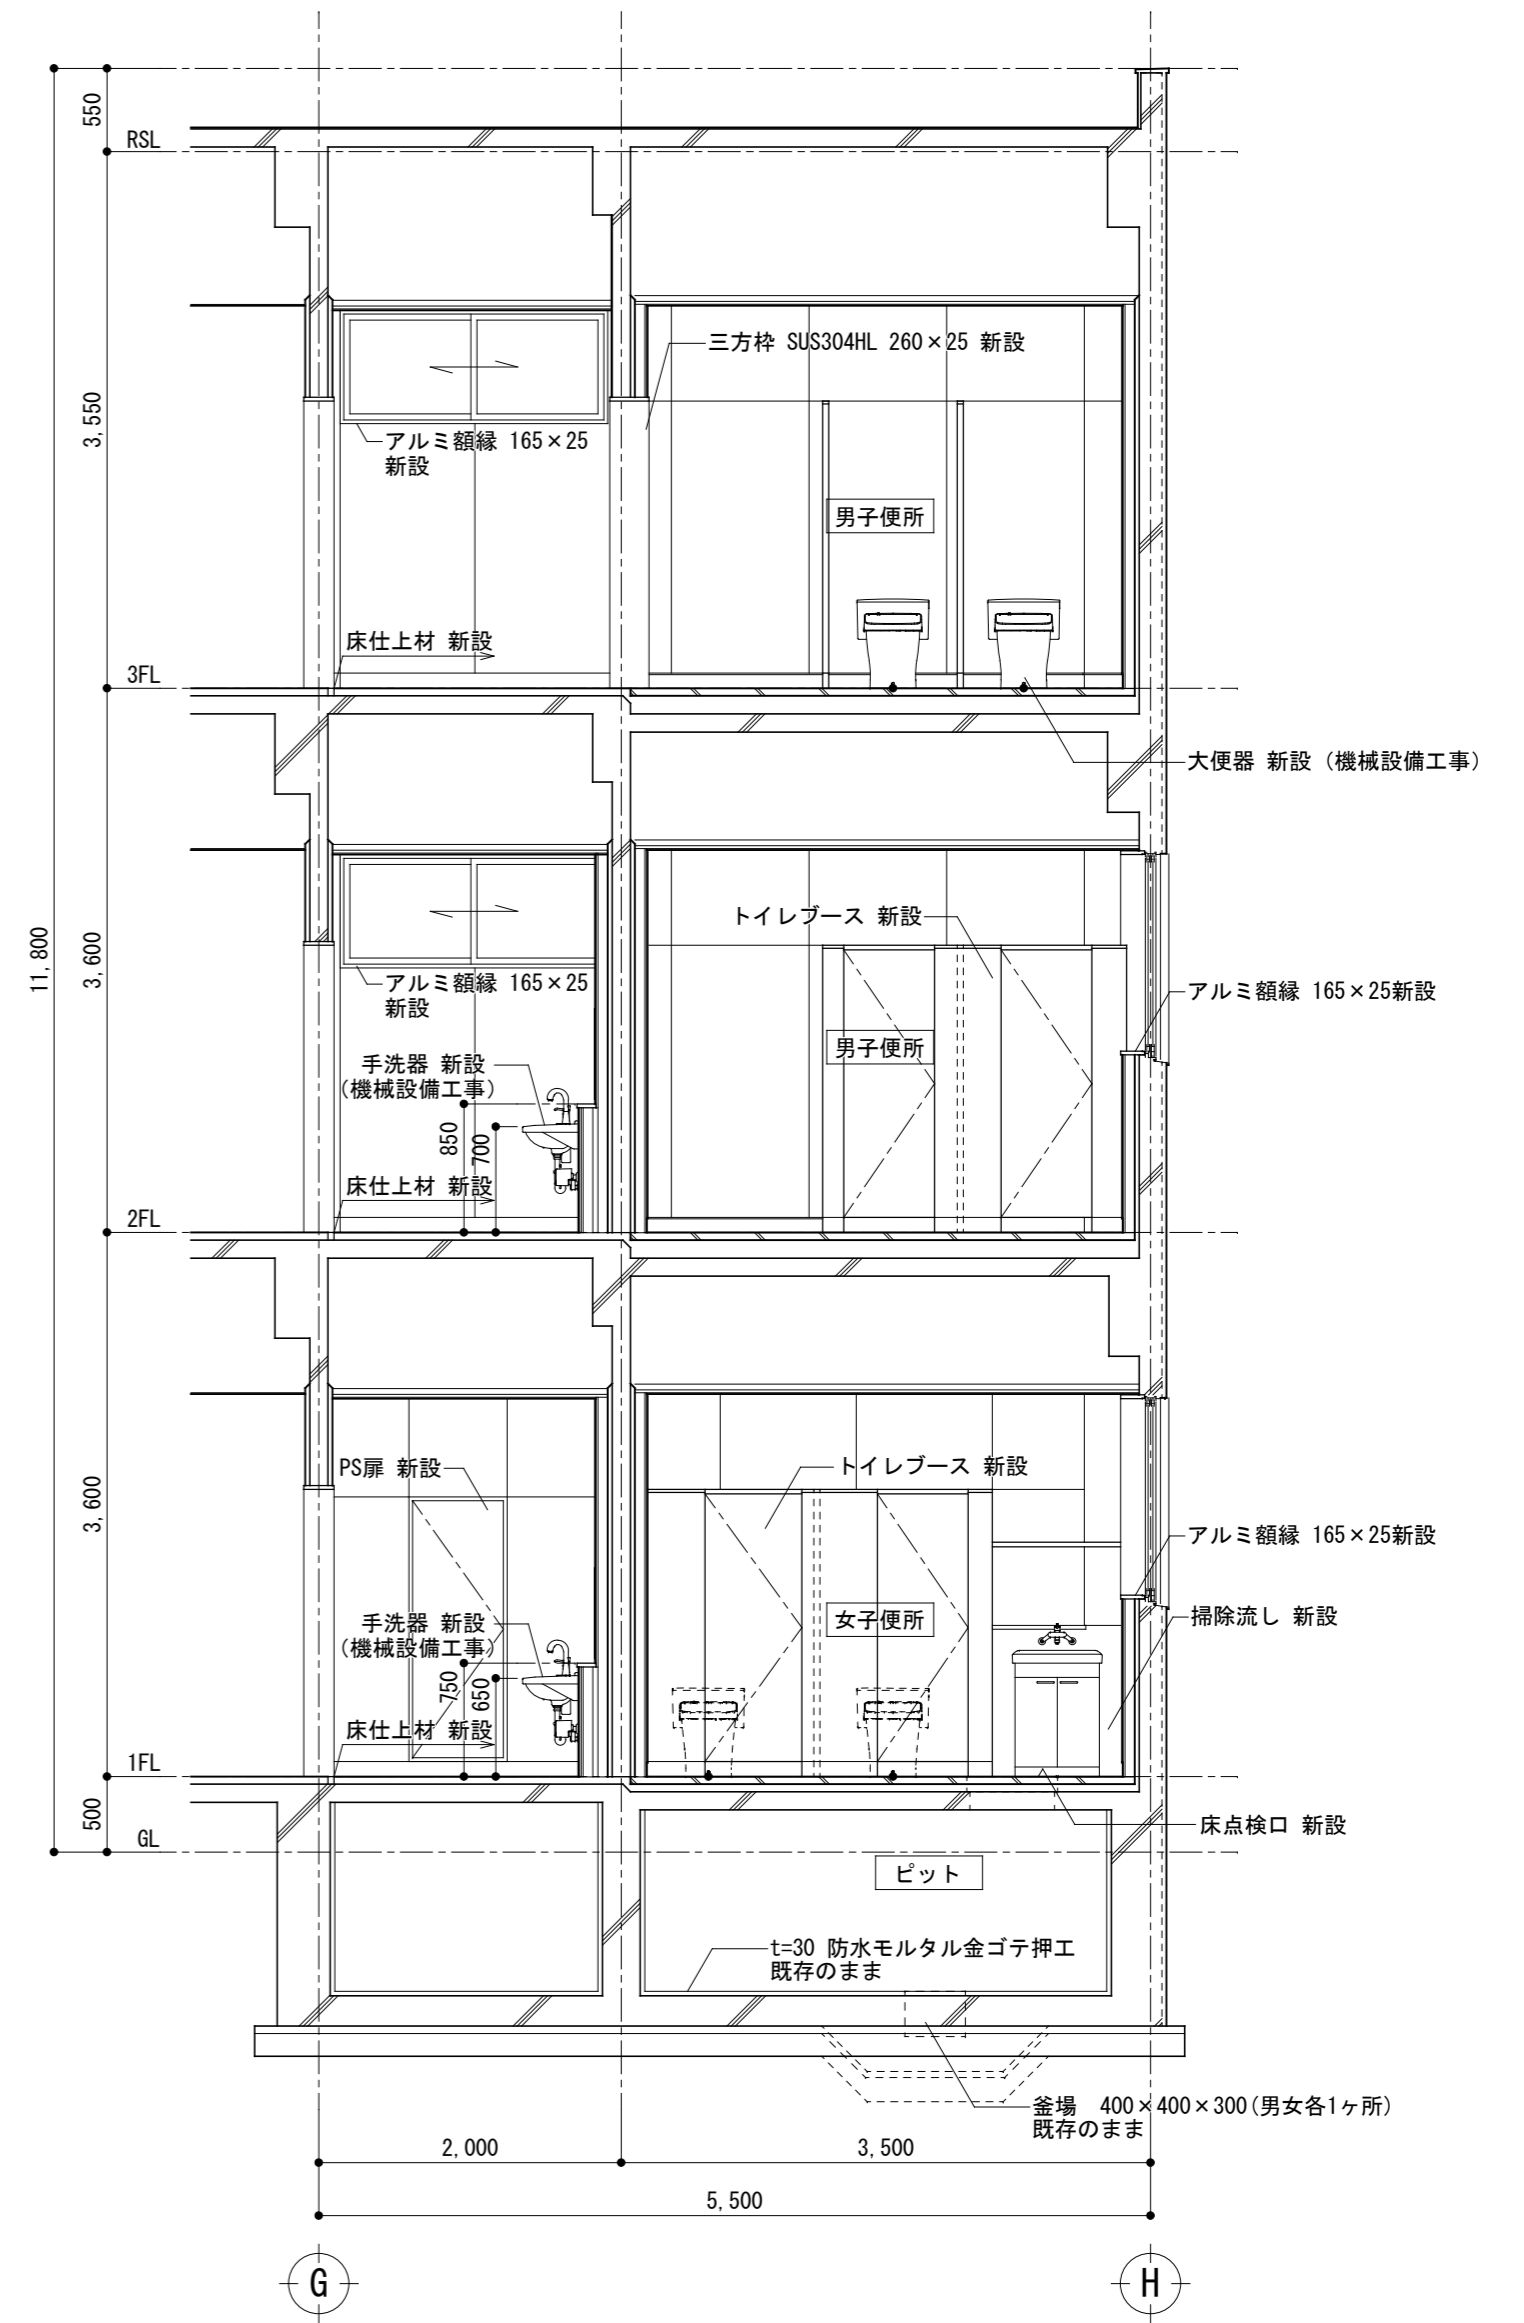 550
RSL
三方枠 SUS304HL 260×25 新設
3,550
アルミ額縁 165×25
新設
男子便所
床仕上材 新設
3FL
大便器 新設（機械設備工事）
トイレブース 新設
11,800
3,600
アルミ額縁 165×25
新設
アルミ額縁 165×25新設
男子便所
手洗器 新設
（機械設備工事）
850
700
床仕上材 新設
2FL
PS扉 新設
トイレブース 新設
3,600
アルミ額縁 165×25新設
掃除流し 新設
女子便所
手洗器 新設
（機械設備工事）
750
650
床仕上材 新設
1FL
500
床点検口 新設
GL
ピット
t=30 防水モルタル金ゴテ押工
既存のまま
釜場　400×400×300(男女各1ヶ所)
既存のまま
2,000
3,500
5,500
G
H